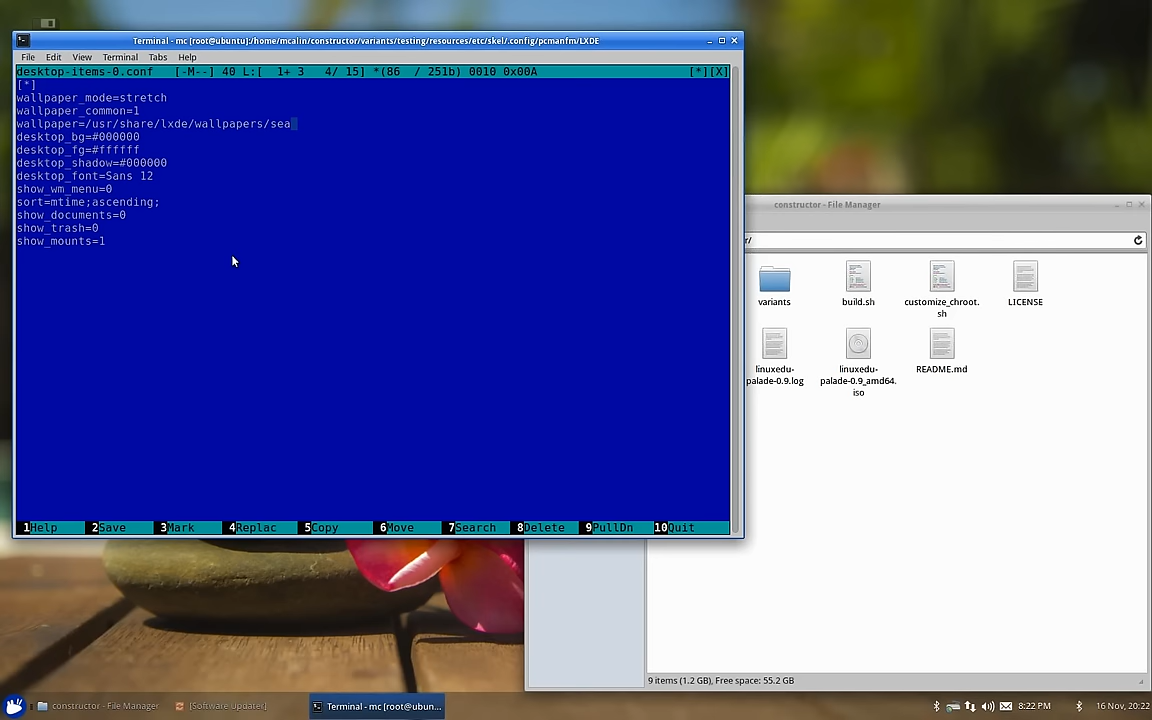 Terminal - mc [root@ubuntu]:/home/mcalin/constructor/variants/testing/resources/etc/skel/.config/pcmanfm/LXDE
File Edit View Terminal Tabs Help
desktop-items-0.conf [-M--] 40 L:[ 1+ 3 4/ 15] *(86 / 251b) 0010 0x00A [*][X]
[*]
wallpaper_mode=stretch
wallpaper_common=1
wallpaper=/usr/share/lxde/wallpapers/sea
desktop_bg=#000000
desktop_fg=#ffffff
desktop_shadow=#000000
desktop_font=Sans 12
show_wm_menu=0
sort=mtime;ascending;
show_documents=0
show_trash=0
show_mounts=1
1Help 2Save 3Mark 4Replac 5Copy 6Move 7Search 8Delete 9PullDn 10Quit
constructor - File Manager
r/
variants
build.sh
customize_chroot.
sh
LICENSE
linuxedu-
palade-0.9.log
linuxedu-
palade-0.9_amd64.
iso
README.md
9 items (1.2 GB), Free space: 55.2 GB
constructor - File Manager
[Software Updater]
Terminal - mc [root@ubun...
8:22 PM
16 Nov, 20:22